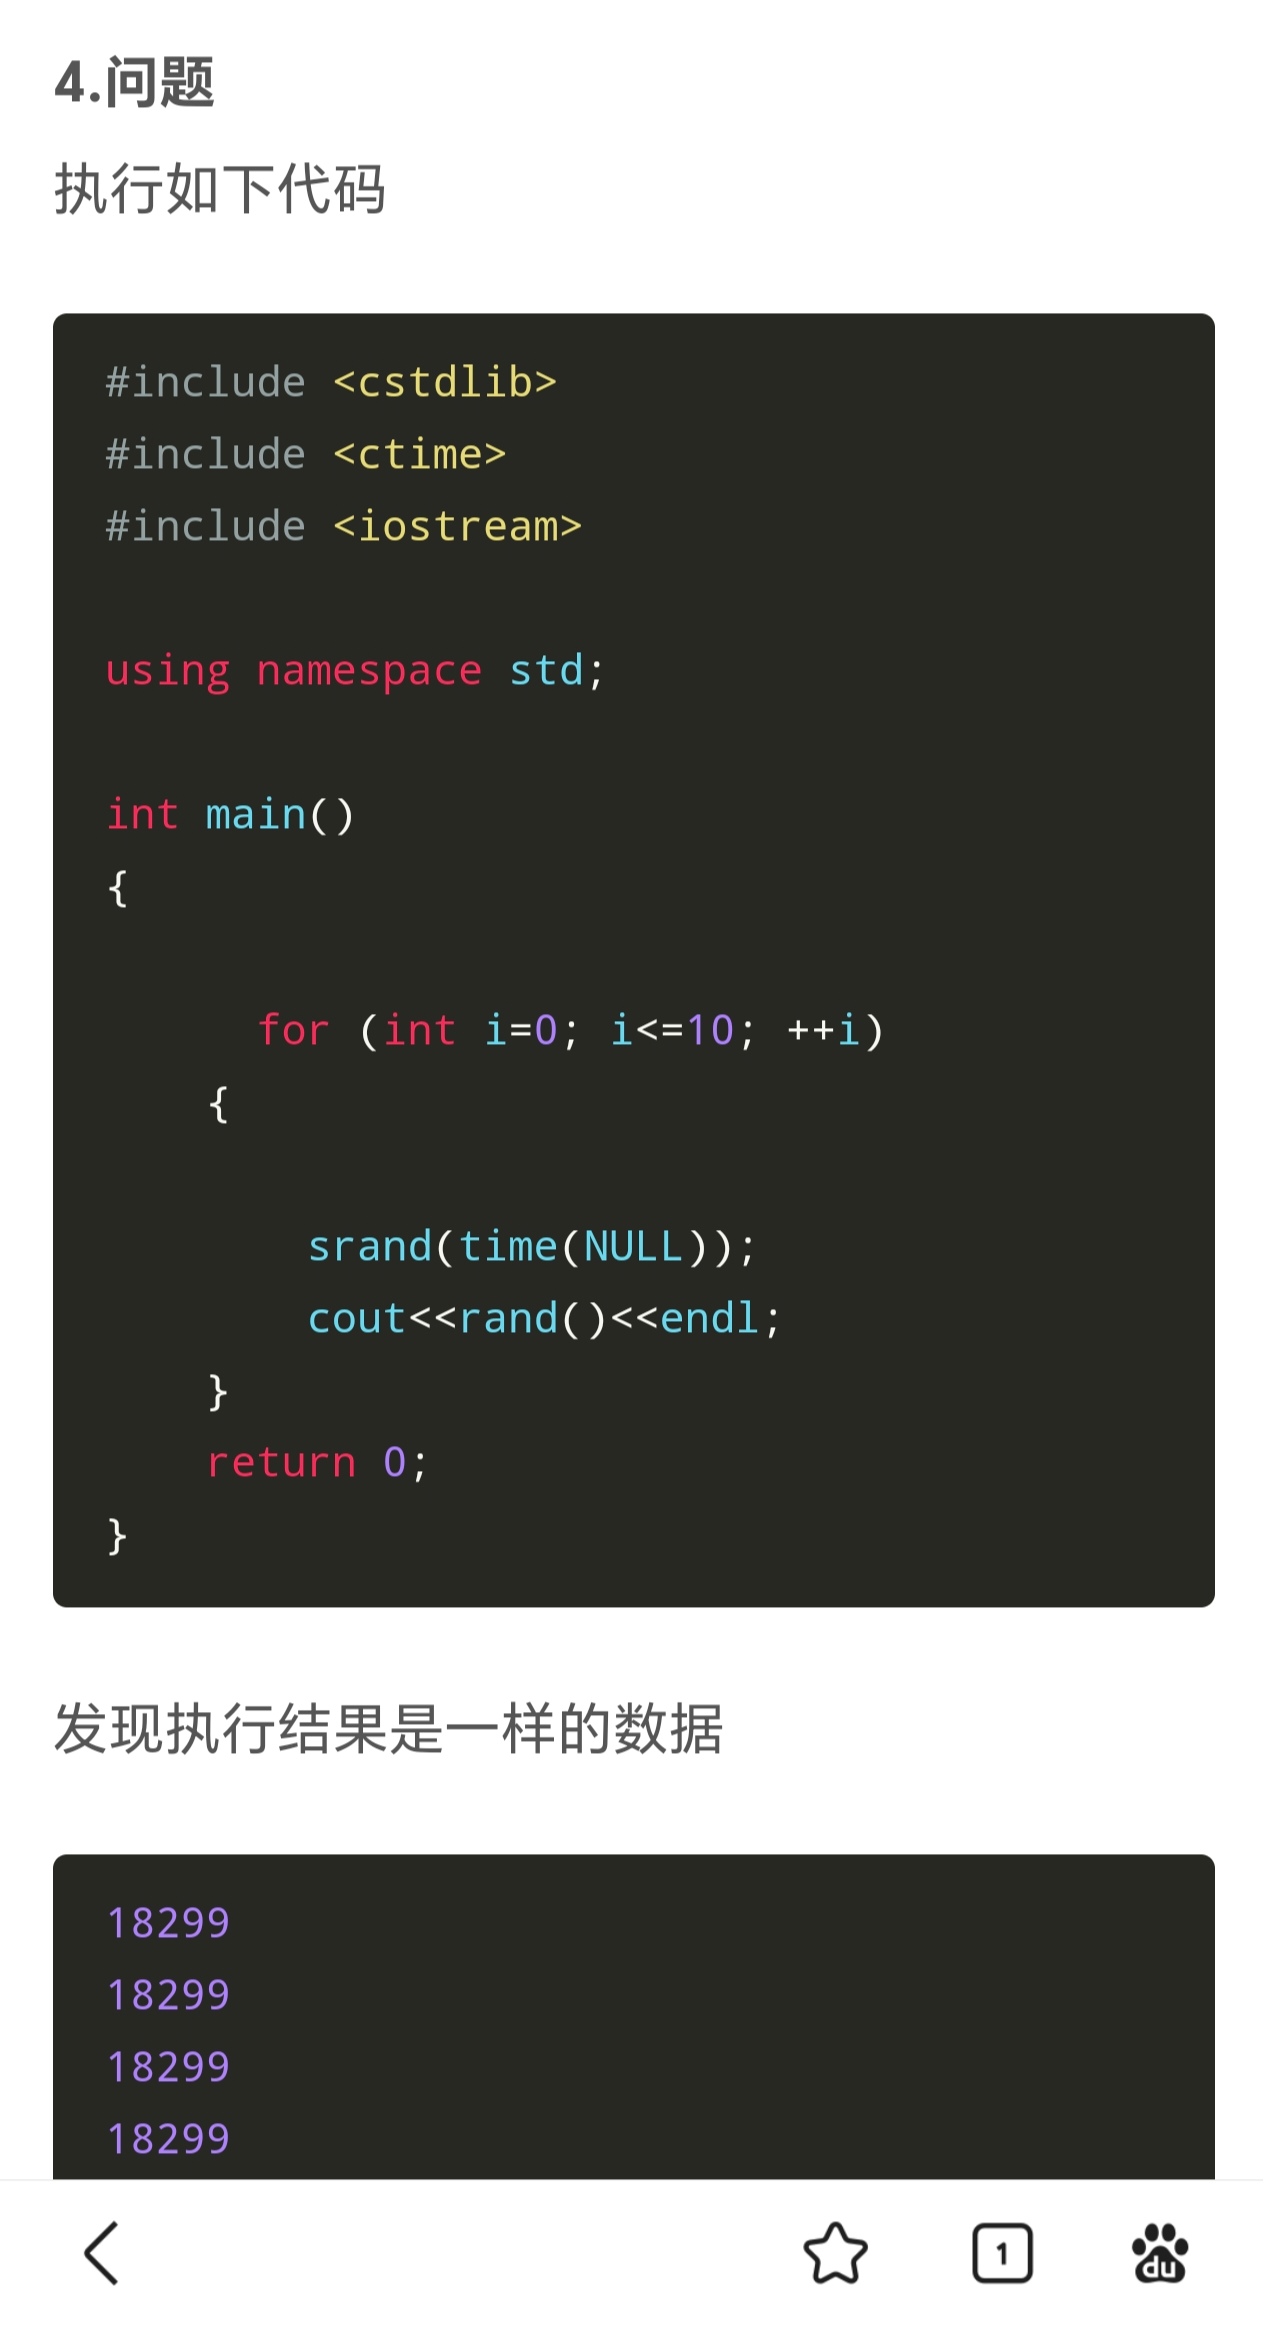 4.问题
执行如下代码
#include <cstdlib>
#include <ctime>
#include <iostream>
using namespace std;
int main()
{
for (int i=0; i<=10; ++i)
{
srand(time(NULL));
cout<<rand()<<endl;
}
return 0;
}
发现执行结果是一样的数据
18299
18299
18299
18299
1
du